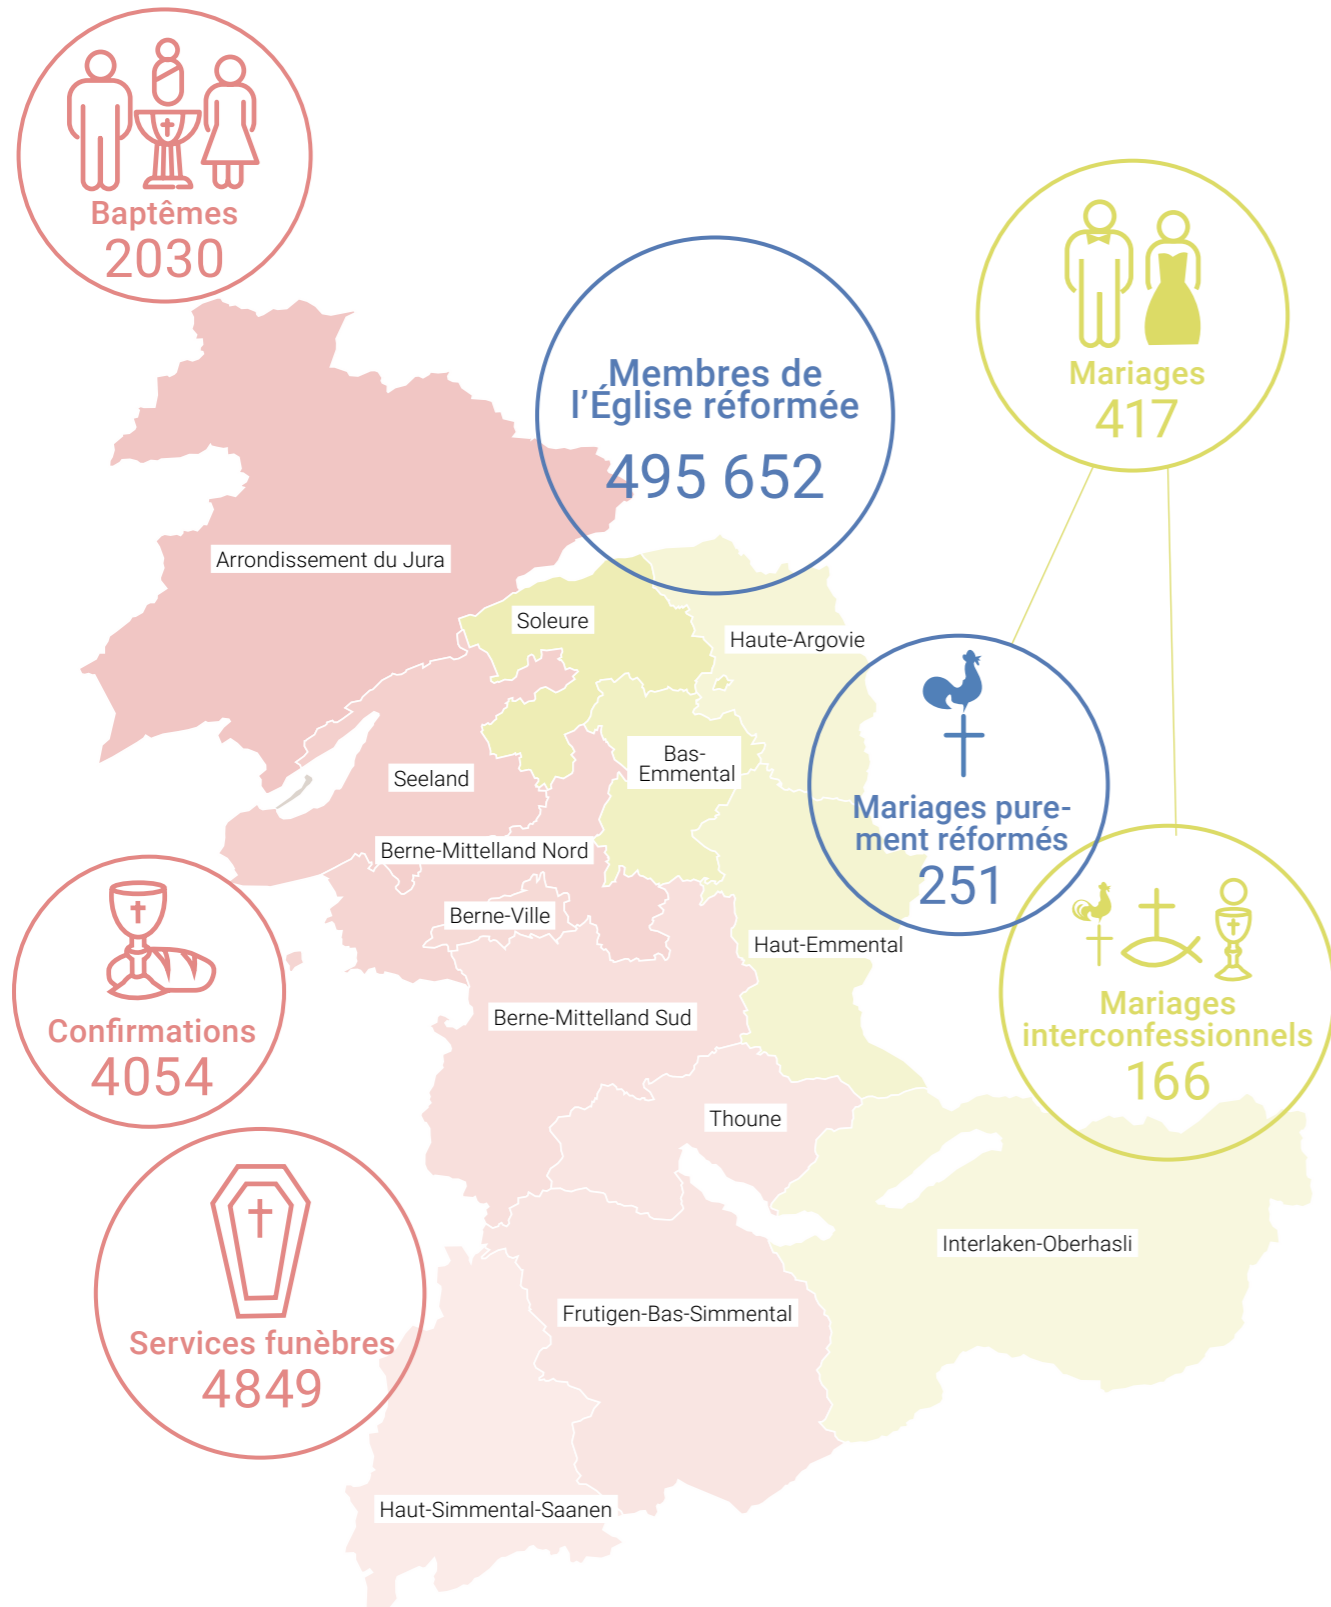 Baptêmes
2030
Membres de
l’Église réformée
495 652
Mariages
417
Arrondissement du Jura
Soleure
Haute-Argovie
Bas-
Emmental
Seeland
Mariages pure-
ment réformés
251
Berne-Mittelland Nord
Berne-Ville
Haut-Emmental
Berne-Mittelland Sud
Confirmations
4054
Mariages
interconfessionnels
166
Thoune
Interlaken-Oberhasli
Frutigen-Bas-Simmental
Services funèbres
4849
Haut-Simmental-Saanen